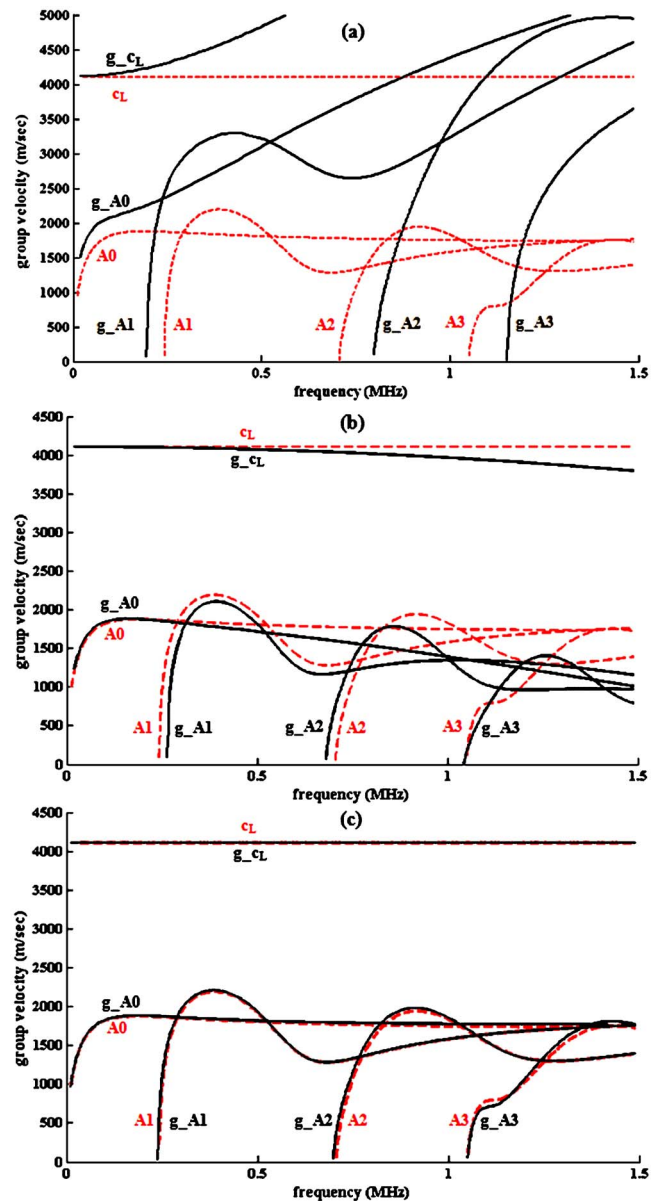 5000
4500
4000
3500
3000
2500
2000
1500
1000
500
0
group velocity (m/sec)
(a)
g_cL
cL
g_A0
A0
g_A1
A1
A2
g_A2
A3
g_A3
0.5
1
1.5
frequency (MHz)
4500
4000
3500
3000
2500
2000
1500
1000
500
0
group velocity (m/sec)
(b)
cL
g_cL
g_A0
A0
A1
g_A1
g_A2
A2
A3
g_A3
0
0.5
1
1.5
frequency (MHz)
4500
4000
3500
3000
2500
2000
1500
1000
500
0
group velocity (m/sec)
(c)
cL
g_cL
g_A0
A0
A1
g_A1
g_A2
A2
A3
g_A3
0
0.5
1
1.5
frequency (MHz)